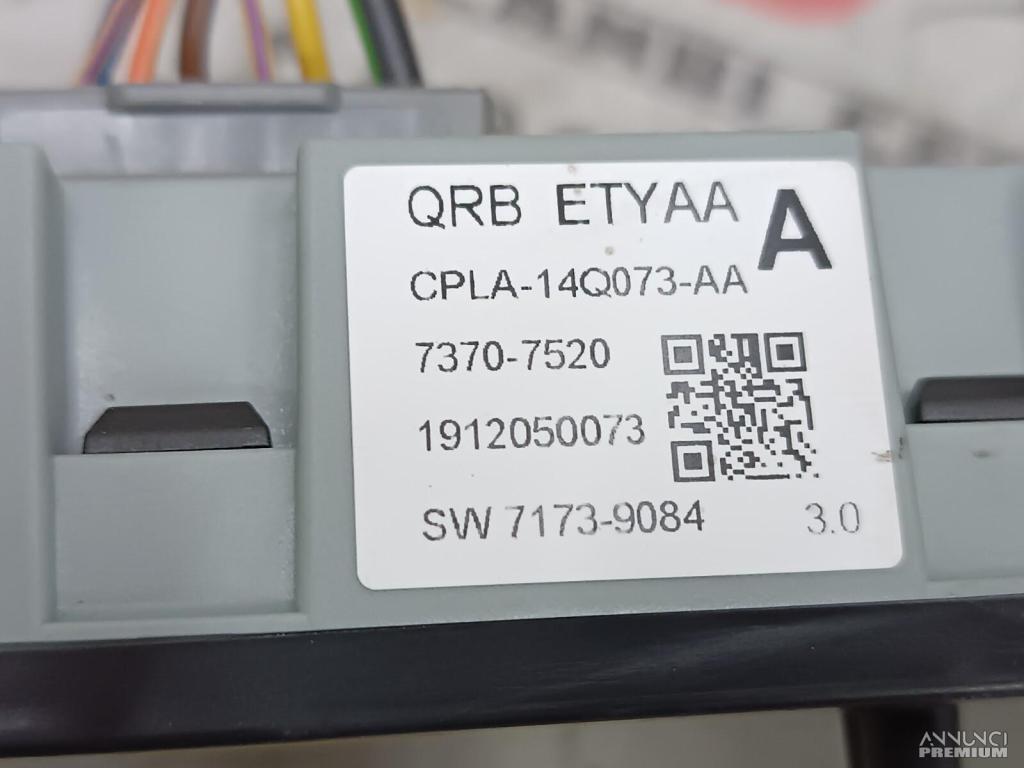 QRB ETYAA
A
CPLA-14Q073-AA
7370-7520
1912050073
SW 7173-9084 3.0
ANNUNCI
PREMIUM